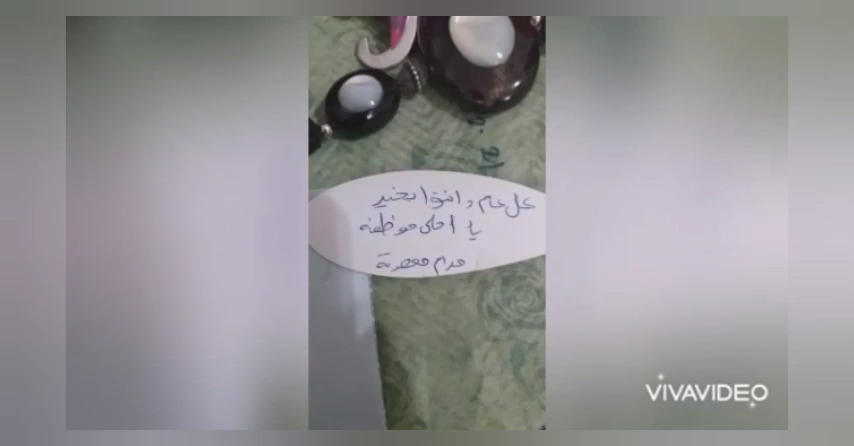 كل عام وانتوا بخير
يا احلى موظفه
مدام
VIVAVIDEO